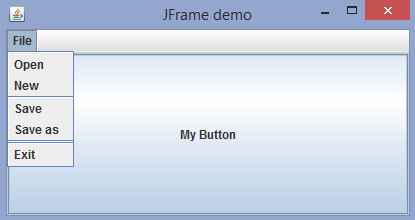 JFrame demo
File
Open
New
Save
Save as
Exit
My Button